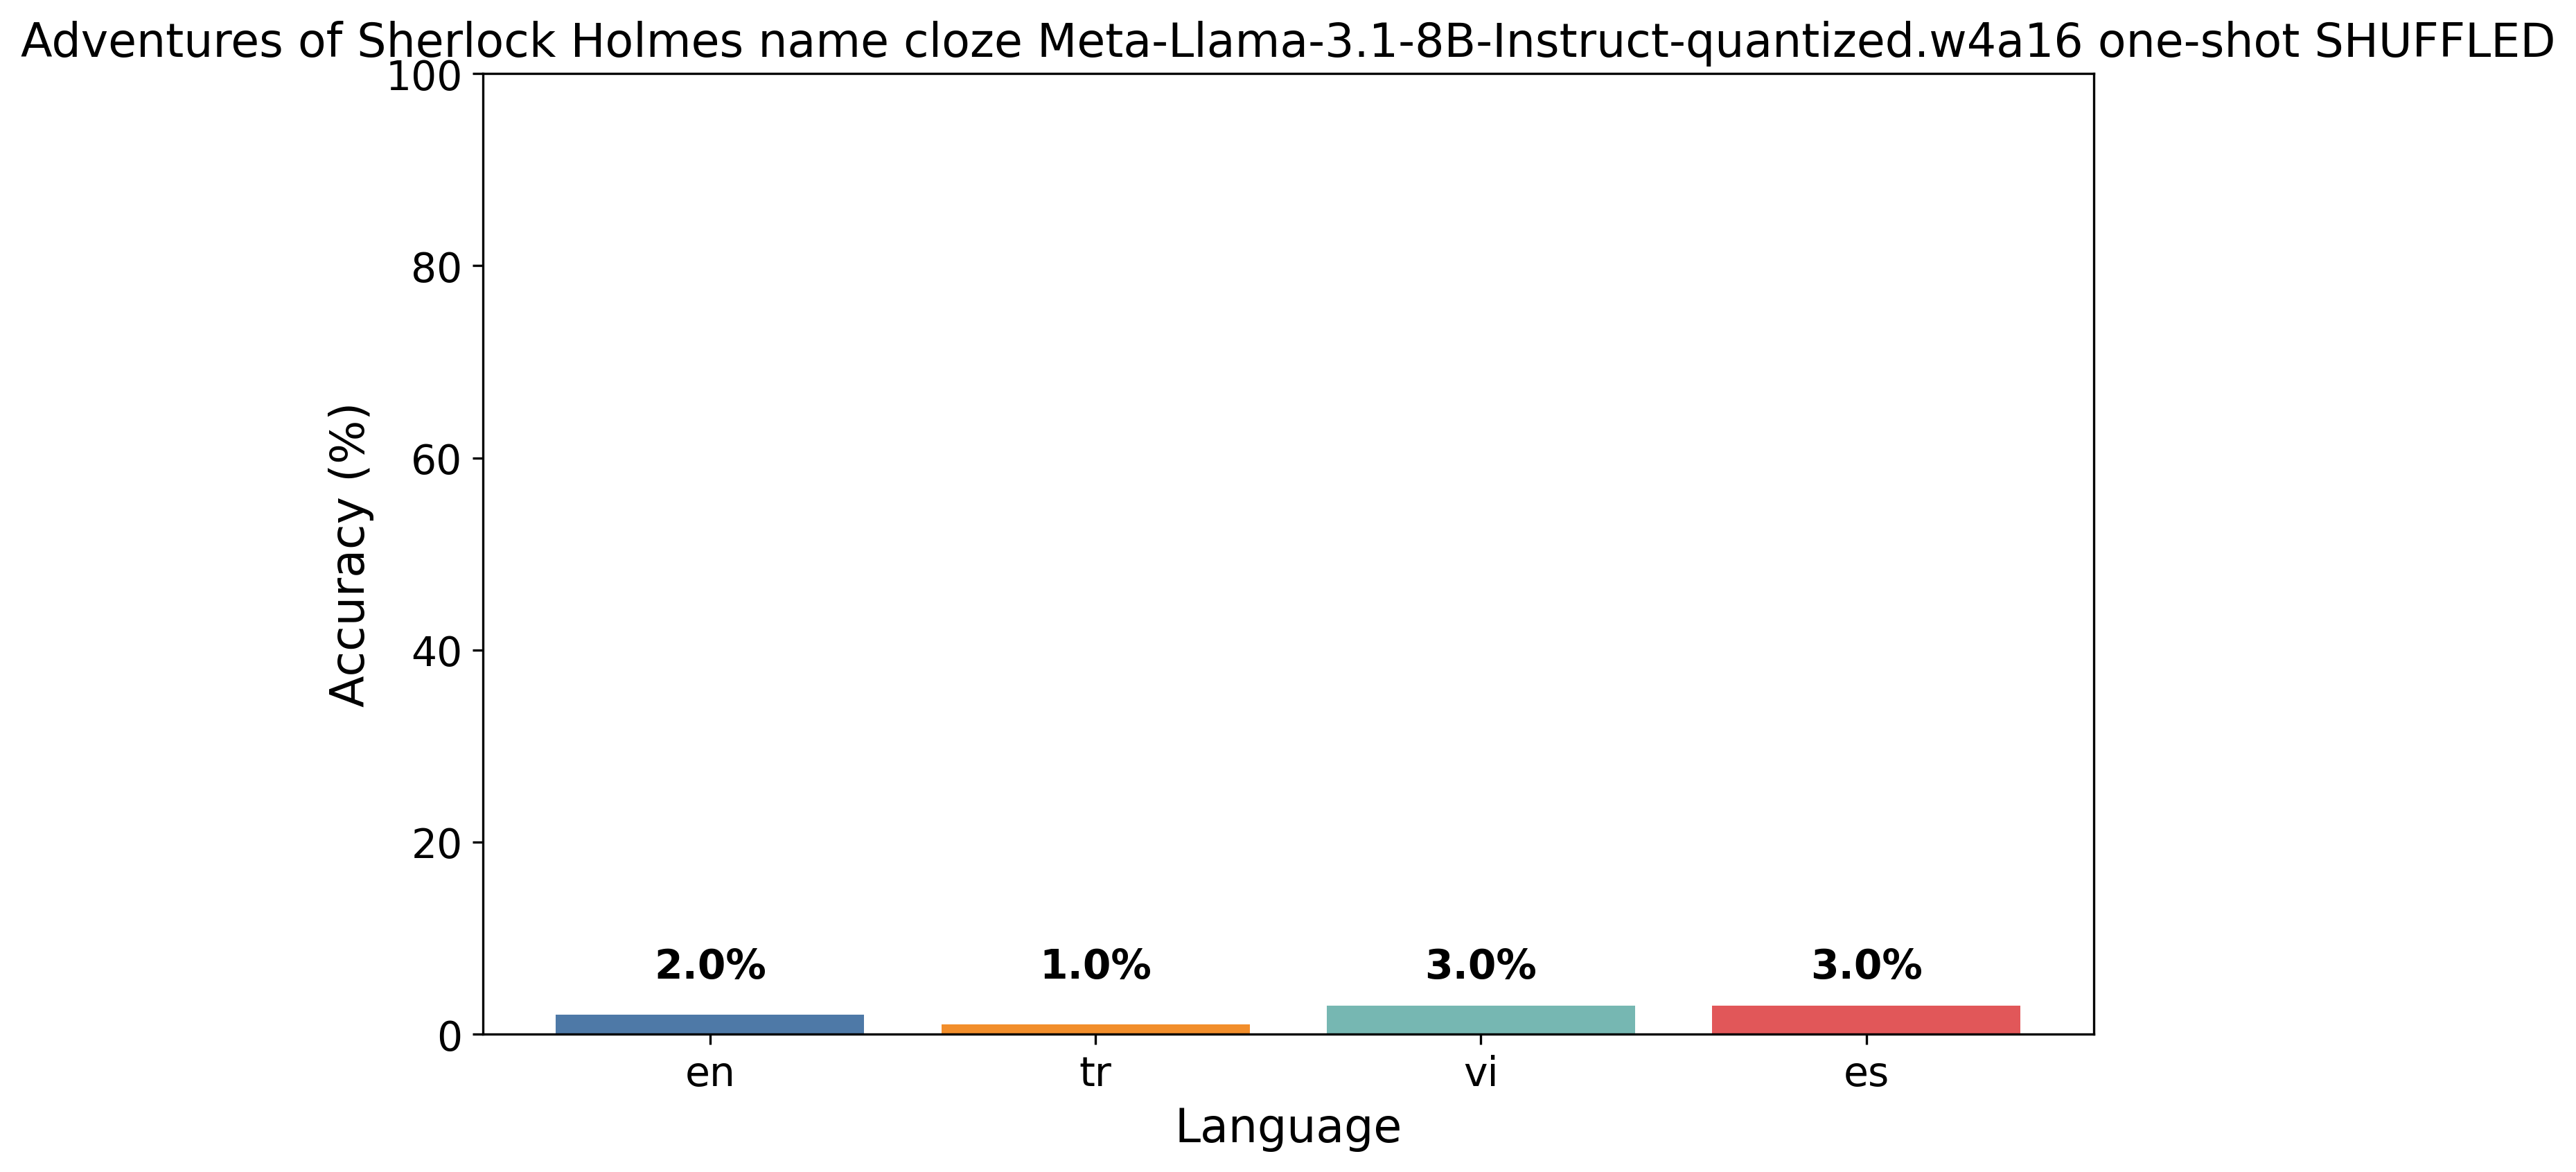 Adventures of Sherlock Holmes name cloze Meta-Llama-3.1-8B-Instruct-quantized.w4a16 one-shot SHUFFLED
100
80
60
40
20
0
Accuracy (%)
2.0% 1.0% 3.0% 3.0%
en tr vi es
Language